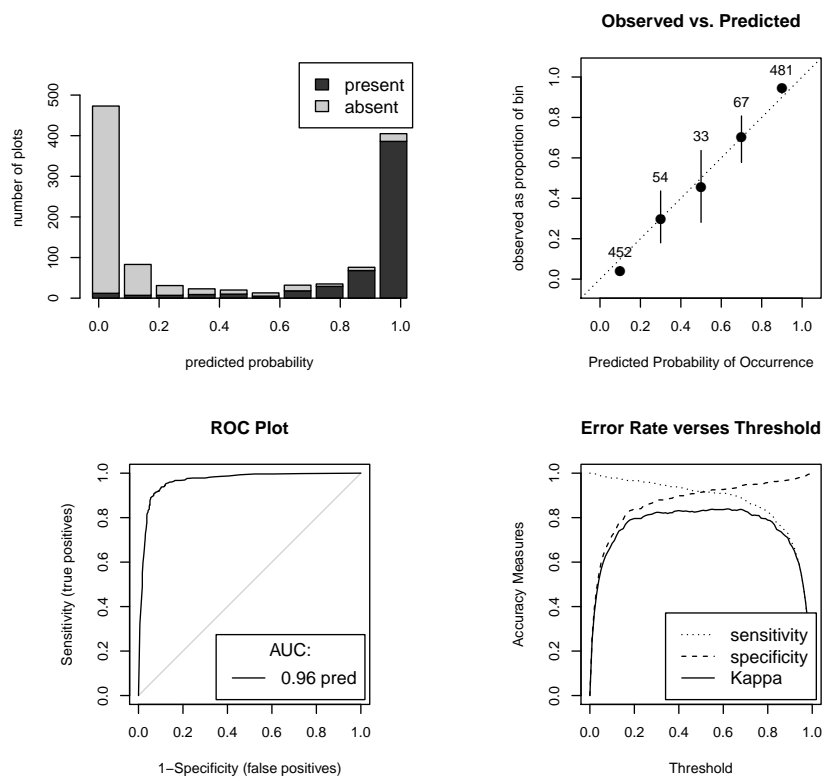 present
absent
number of plots
0 100 200 300 400 500
0.0 0.2 0.4 0.6 0.8 1.0
predicted probability
Observed vs. Predicted
observed as proportion of bin
0.0 0.2 0.4 0.6 0.8 1.0
452
54
33
67
481
0.0 0.2 0.4 0.6 0.8 1.0
Predicted Probability of Occurrence
ROC Plot
Sensitivity (true positives)
0.0 0.2 0.4 0.6 0.8 1.0
AUC:
0.96 pred
0.0 0.2 0.4 0.6 0.8 1.0
1−Specificity (false positives)
Error Rate verses Threshold
Accuracy Measures
0.0 0.2 0.4 0.6 0.8 1.0
sensitivity
specificity
Kappa
0.0 0.2 0.4 0.6 0.8 1.0
Threshold